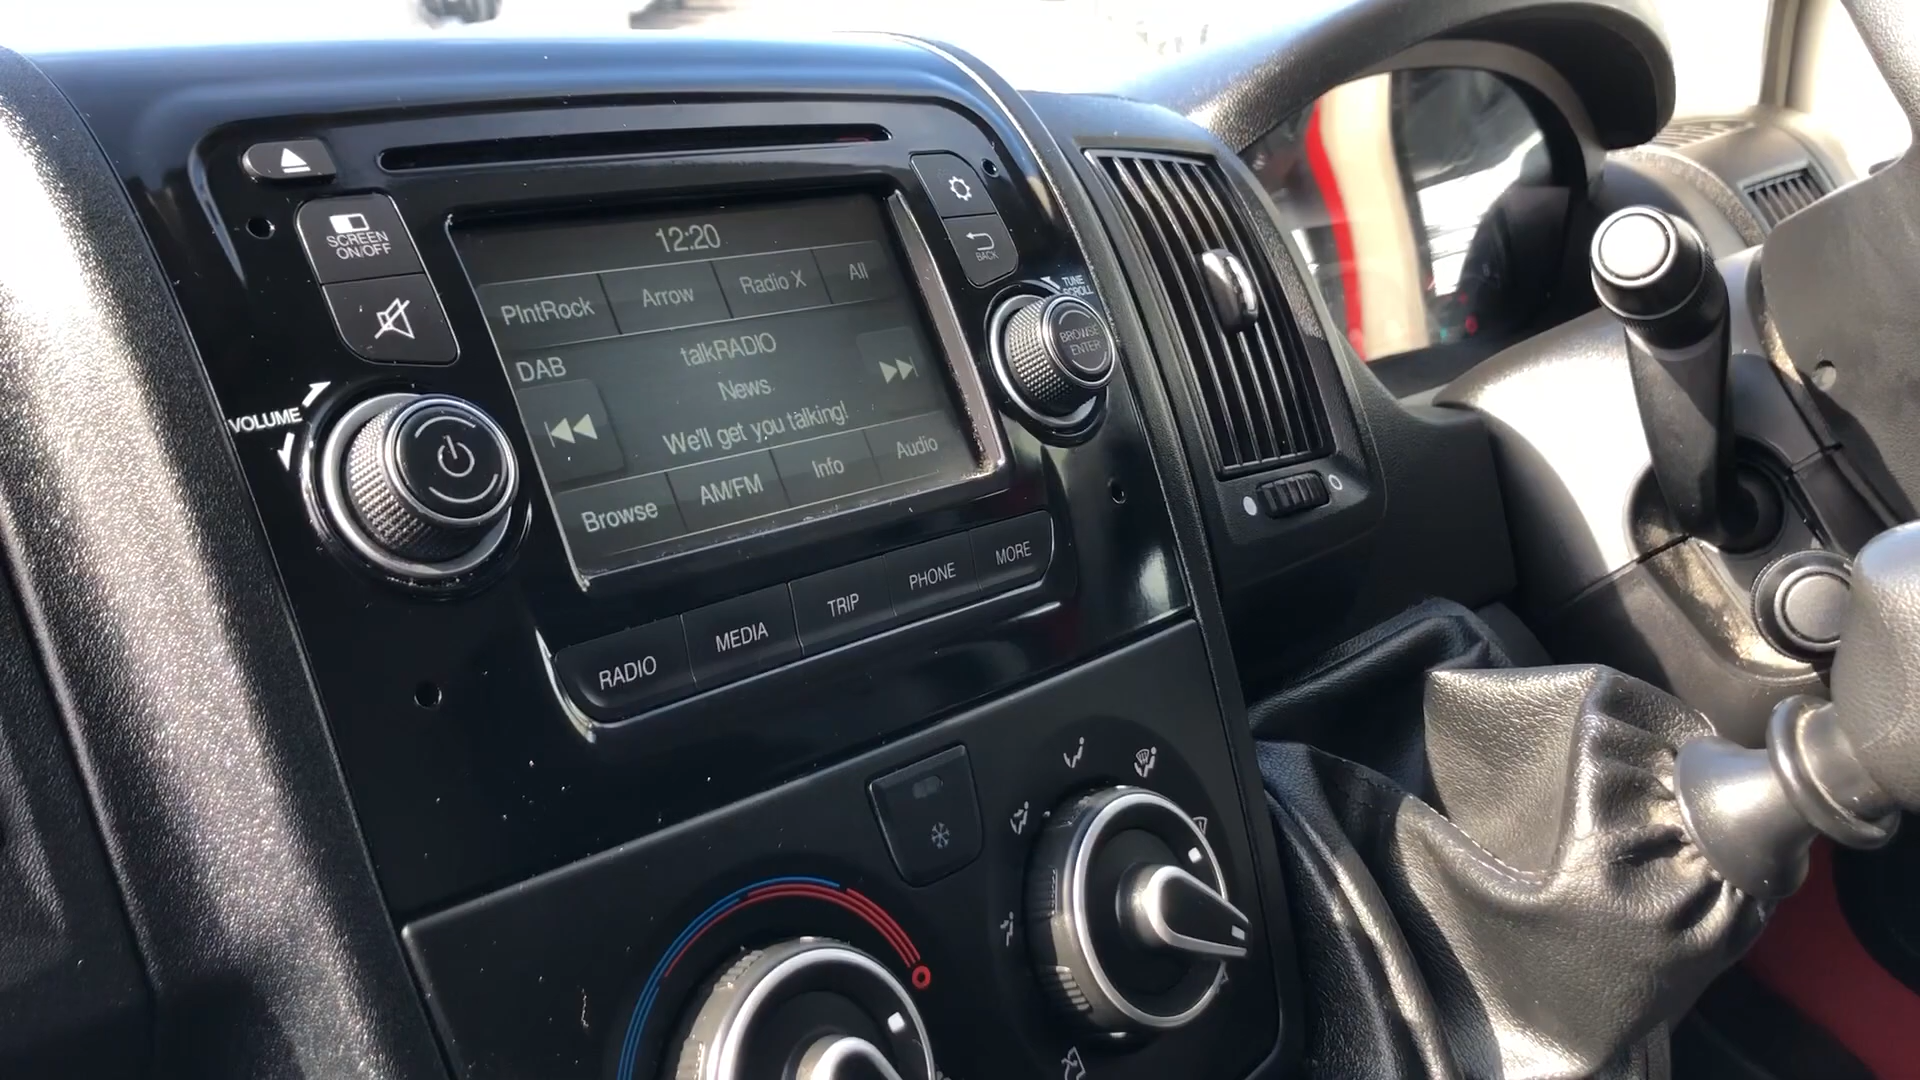 SCREEN
ON/OFF
VOLUME
12:20
PlntRock Arrow Radio X All
DAB
talkRADIO
News
We'll get you talking!
Browse AM/FM Info Audio
BACK
TUNE
SCROLL
BROWSE
ENTER
RADIO MEDIA TRIP PHONE MORE